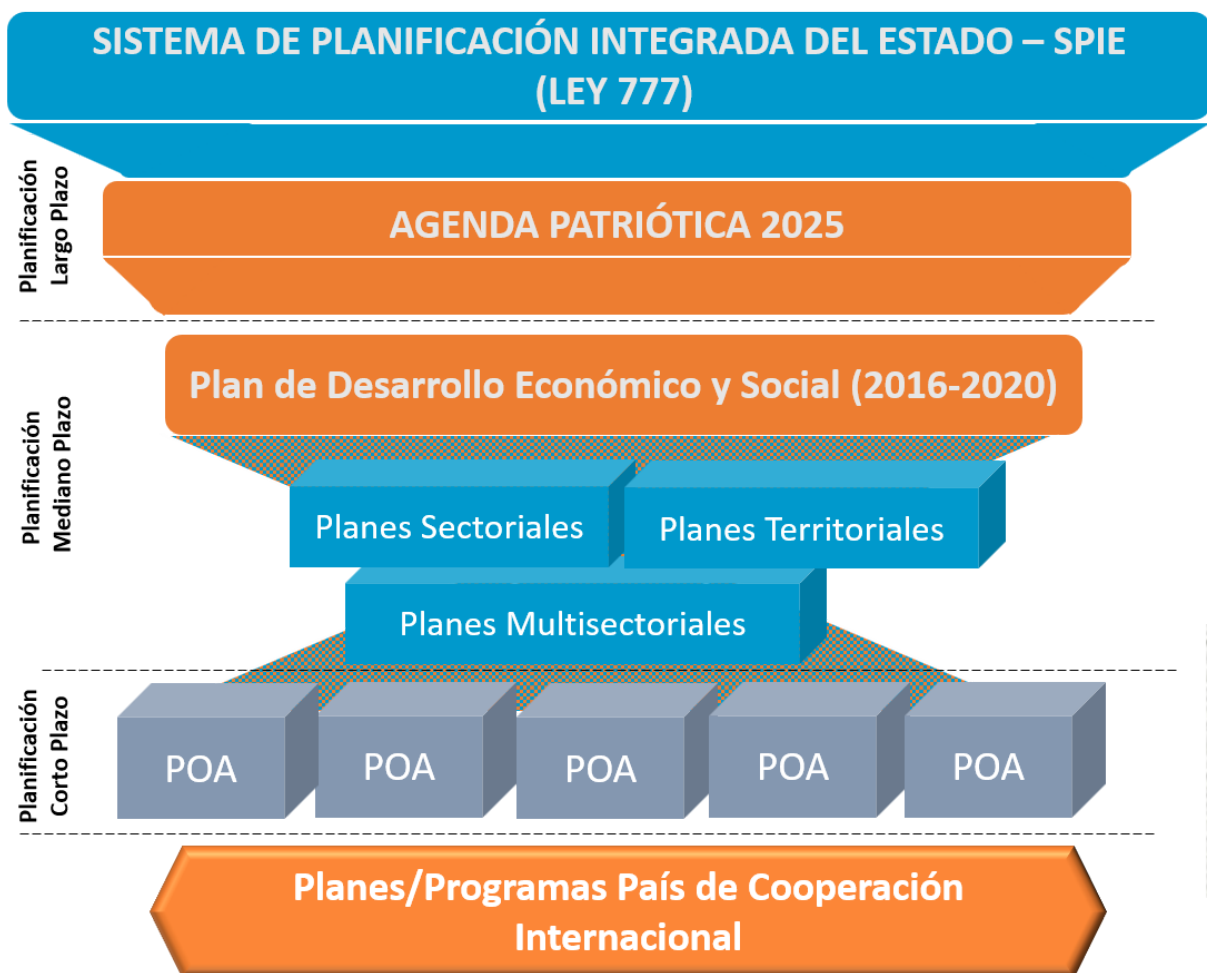 SISTEMA DE PLANIFICACIÓN INTEGRADA DEL ESTADO – SPIE
(LEY 777)
Planificación
Largo Plazo
AGENDA PATRIÓTICA 2025
Planificación
Mediano Plazo
Plan de Desarrollo Económico y Social (2016-2020)
Planes Sectoriales
Planes Territoriales
Planes Multisectoriales
Planificación
Corto Plazo
POA
POA
POA
POA
POA
Planes/Programas País de Cooperación
Internacional